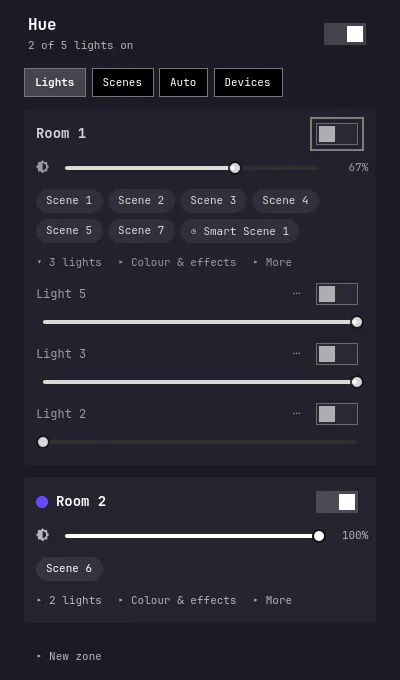 Hue
2 of 5 lights on
Lights Scenes Auto Devices
Room 1
67%
Scene 1 Scene 2 Scene 3 Scene 4
Scene 5 Scene 7 Smart Scene 1
3 lights Colour & effects More
Light 5 ...
Light 3 ...
Light 2 ...
Room 2
100%
Scene 6
2 lights Colour & effects More
New zone